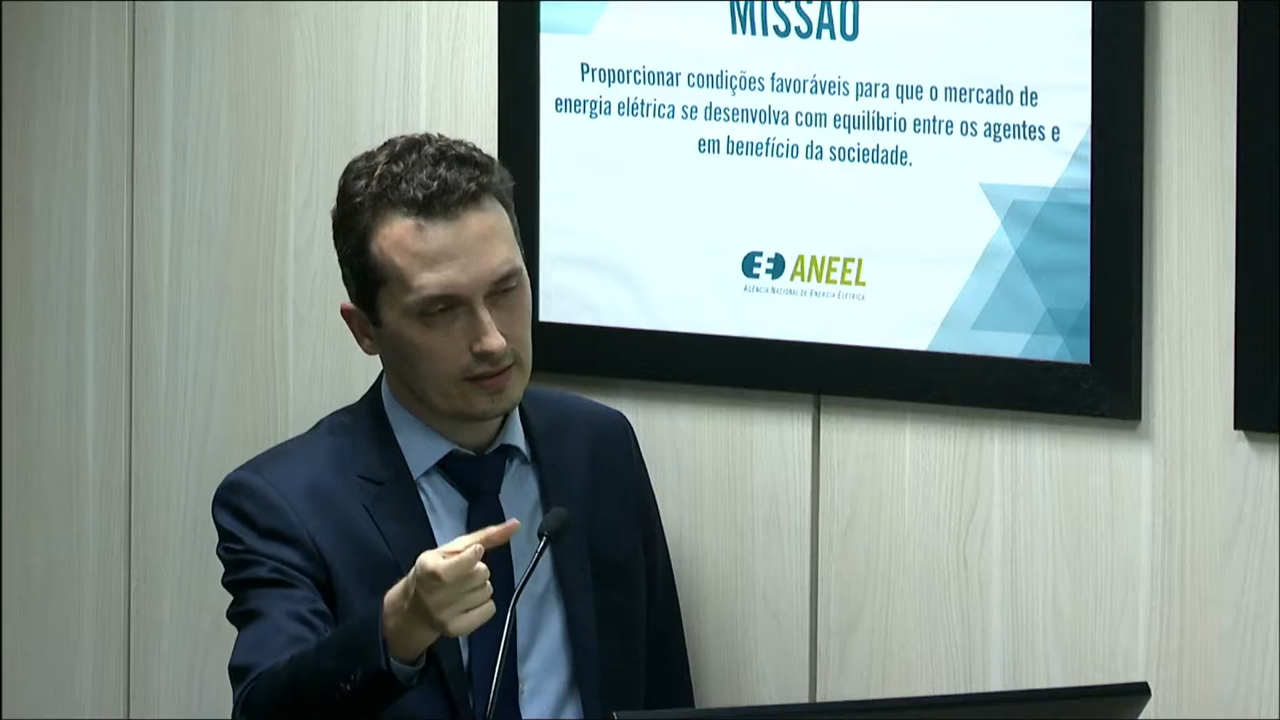 MISSÃO
Proporcionar condições favoráveis para que o mercado de
energia elétrica se desenvolva com equilíbrio entre os agentes e
em benefício da sociedade.
ANEEL
AGÊNCIA NACIONAL DE ENERGIA ELÉTRICA